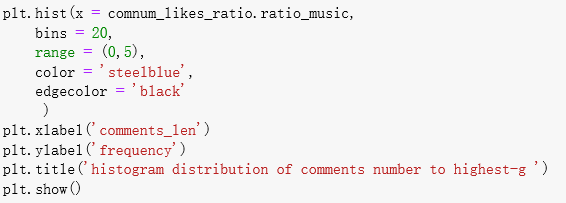 plt.hist(x = comnum_likes_ratio.ratio_music,
bins = 20,
range = (0,5),
color = 'steelblue',
edgecolor = 'black'
)
plt.xlabel('comments_len')
plt.ylabel('frequency')
plt.title('histogram distribution of comments number to highest-g ')
plt.show()